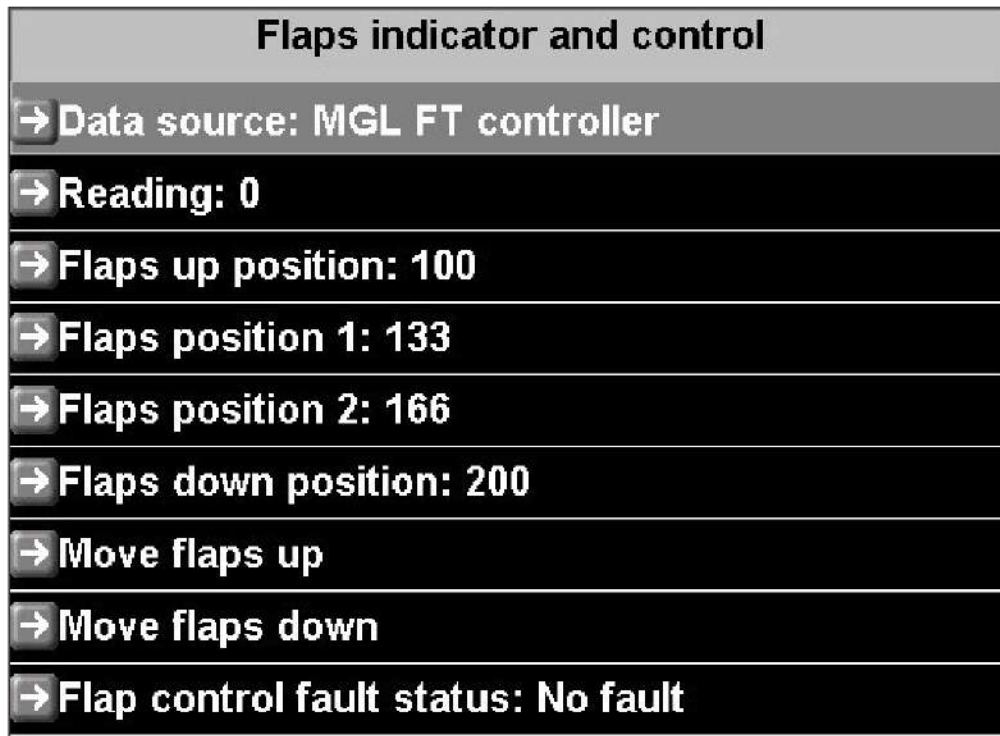 Flaps indicator and control
Data source: MGL FT controller
Reading: 0
Flaps up position: 100
Flaps position 1: 133
Flaps position 2: 166
Flaps down position: 200
Move flaps up
Move flaps down
Flap control fault status: No fault